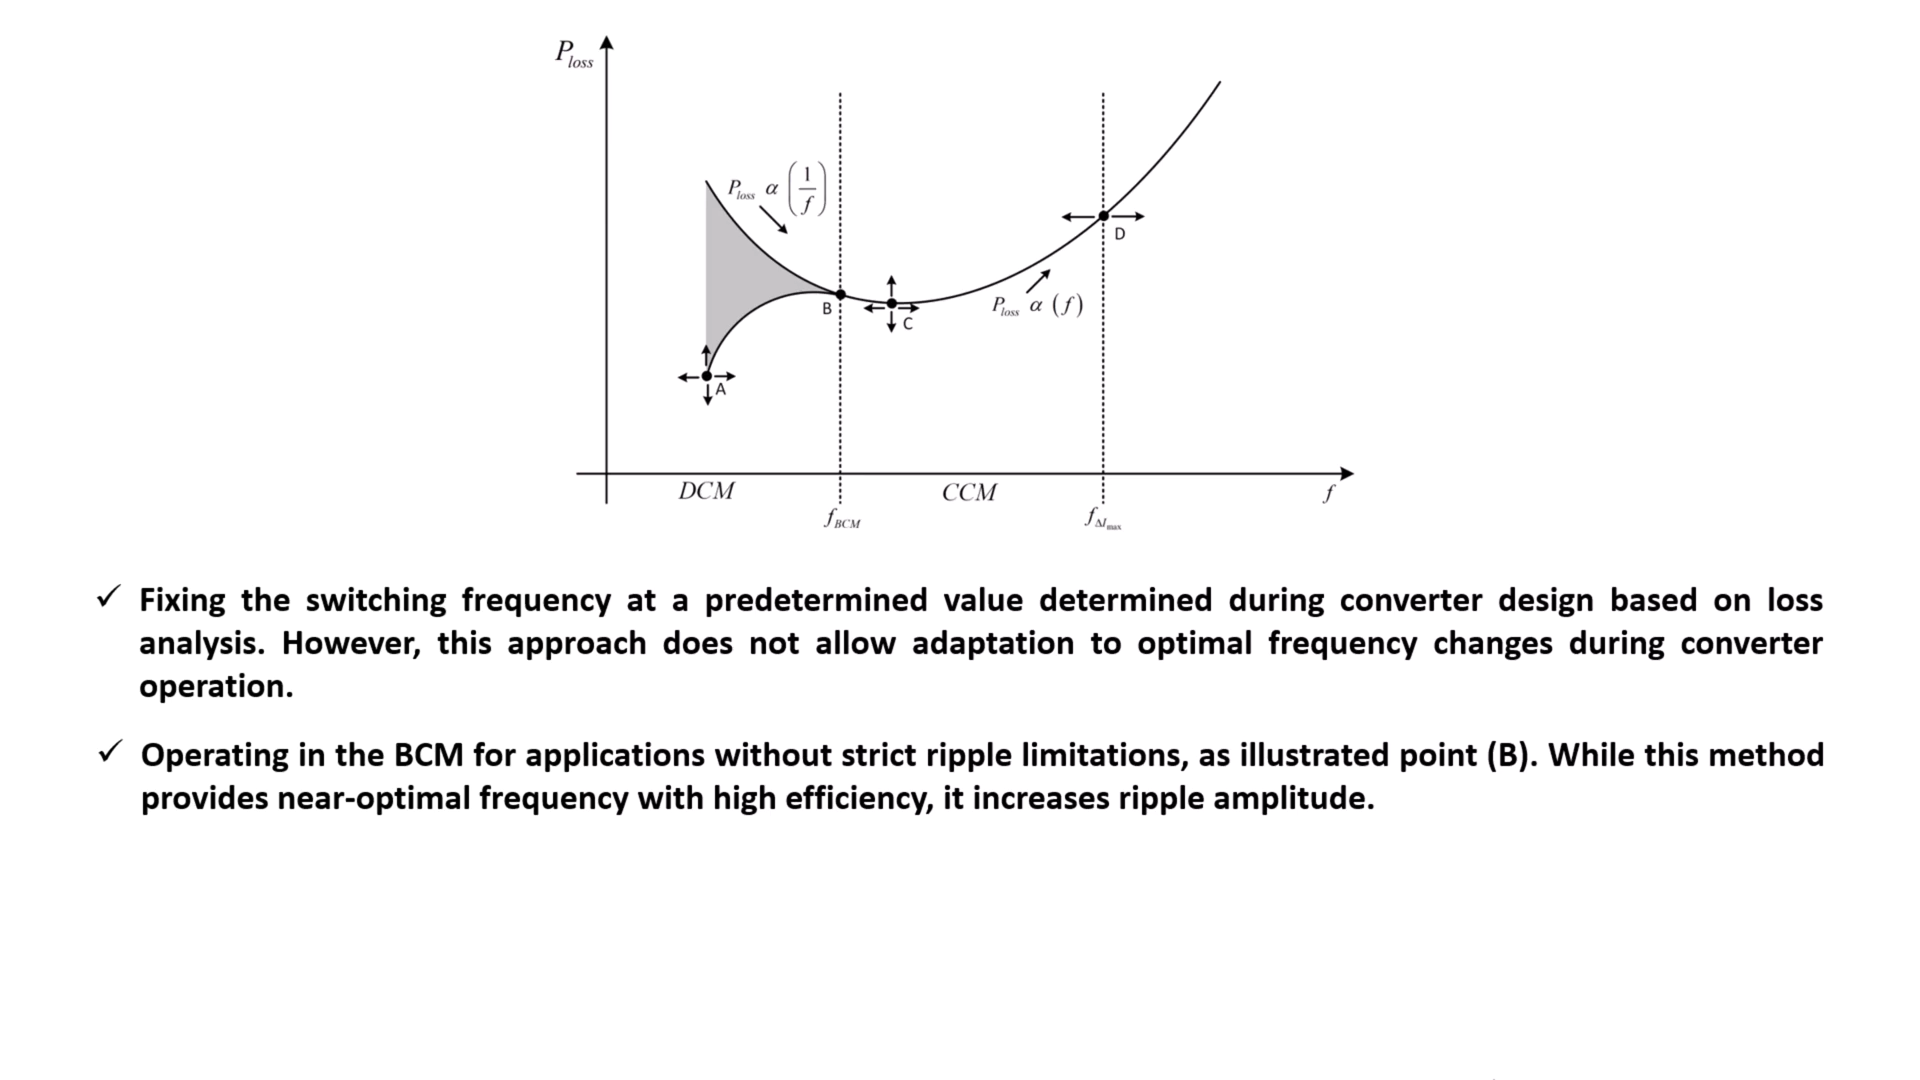 P_loss
P_loss α (1/f)
B
C
A
D
P_loss α (f)
DCM
CCM
f
f_BCM
f_ΔI_max
✓ Fixing the switching frequency at a predetermined value determined during converter design based on loss
analysis. However, this approach does not allow adaptation to optimal frequency changes during converter
operation.
✓ Operating in the BCM for applications without strict ripple limitations, as illustrated point (B). While this method
provides near-optimal frequency with high efficiency, it increases ripple amplitude.